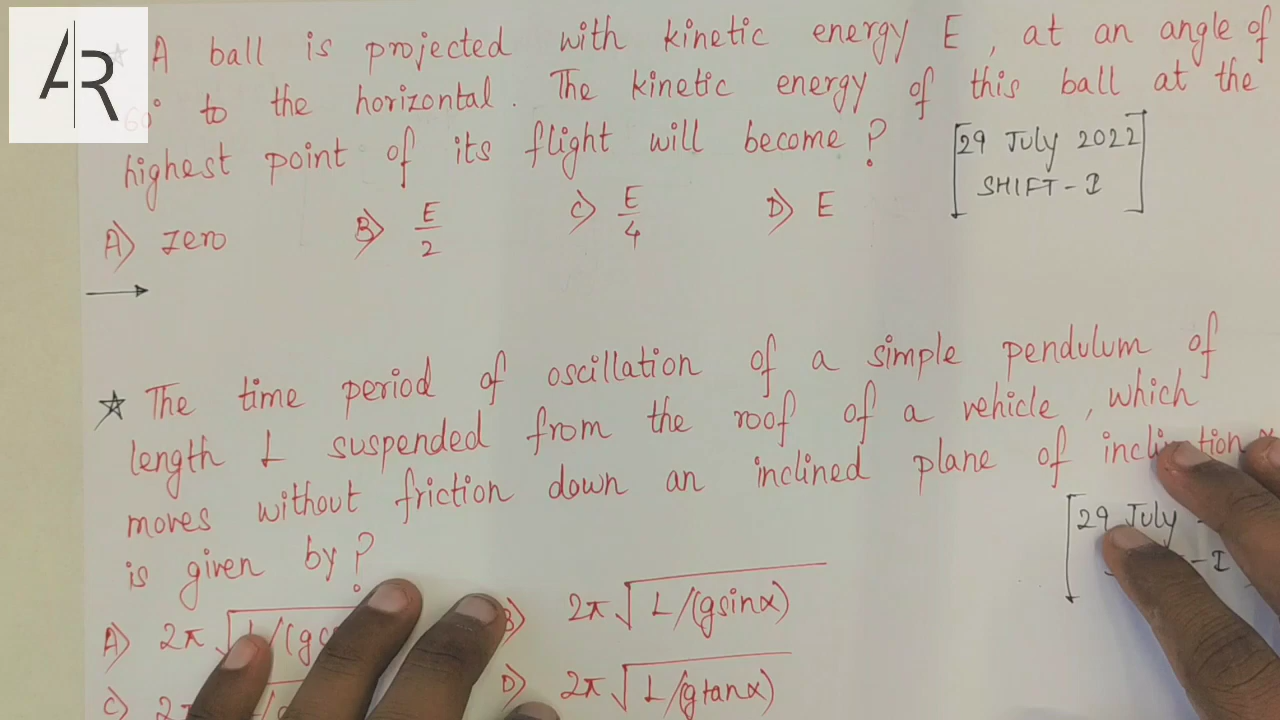 AR
A ball is projected with kinetic energy E, at an angle of
60° to the horizontal. The kinetic energy of this ball at the
highest point of its flight will become?
[29 July 2022
SHIFT-I]
A) zero B) E/2 C) E/4 D) E
☆ The time period of oscillation of a simple pendulum of
length L suspended from the roof of a vehicle, which
moves without friction down an inclined plane of
is given by?
[29 July
-I
A) 2π√ B) 2π√L/(gsinα)
C) D) 2π√L/(gtanα)